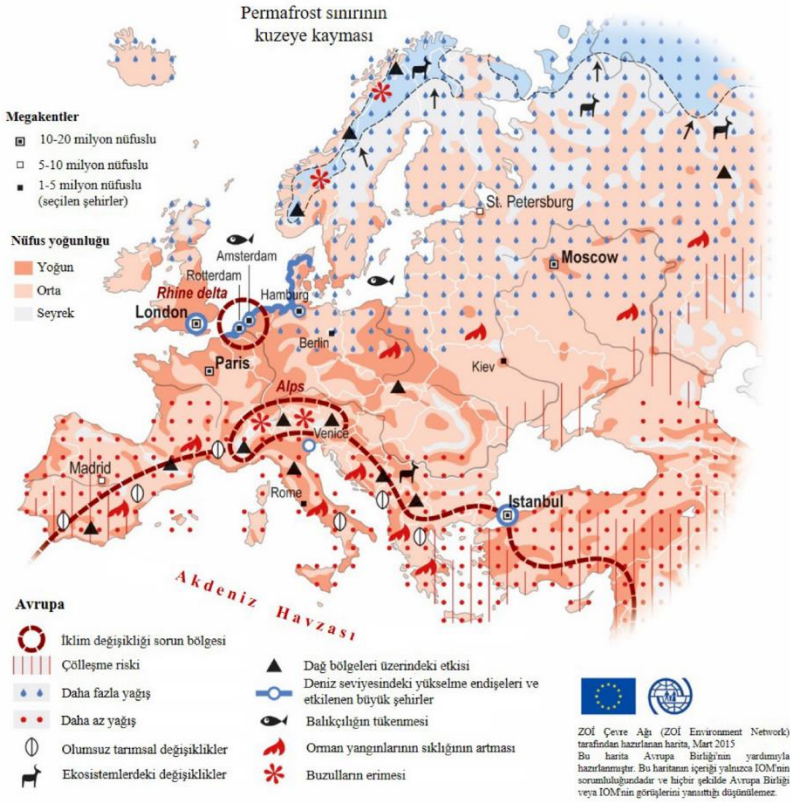 Permafrost sınırının
kuzeye kayması
Megakentler
10-20 milyon nüfuslu
5-10 milyon nüfuslu
1-5 milyon nüfuslu
(seçilen şehirler)
Nüfus yoğunluğu
Yoğun
Orta
Seyrek
St. Petersburg
Moscow
Amsterdam
Rotterdam
Rhine delta
Hamburg
London
Berlin
Paris
Kiev
Alps
Venice
Madrid
Rome
Istanbul
Akdeniz Havzası
Avrupa
İklim değişikliği sorun bölgesi
Çölleşme riski
Daha fazla yağış
Daha az yağış
Olumsuz tarımsal değişiklikler
Ekosistemlerdeki değişiklikler
Dağ bölgeleri üzerindeki etkisi
Deniz seviyesindeki yükselme endişeleri ve
etkilenen büyük şehirler
Balıkçılığın tükenmesi
Orman yangınlarının sıklığının artması
Buzulların erimesi
ZOİ Çevre Ağı (ZOİ Environment Network)
tarafından hazırlanan harita, Mart 2015
Bu harita Avrupa Birliği'nin yardımıyla
hazırlanmıştır. Bu haritanın içeriği yalnızca IOM'nin
sorumluluğundadır ve hiçbir şekilde Avrupa Birliği
veya IOM'nin görüşlerini yansıttığı düşünülemez.